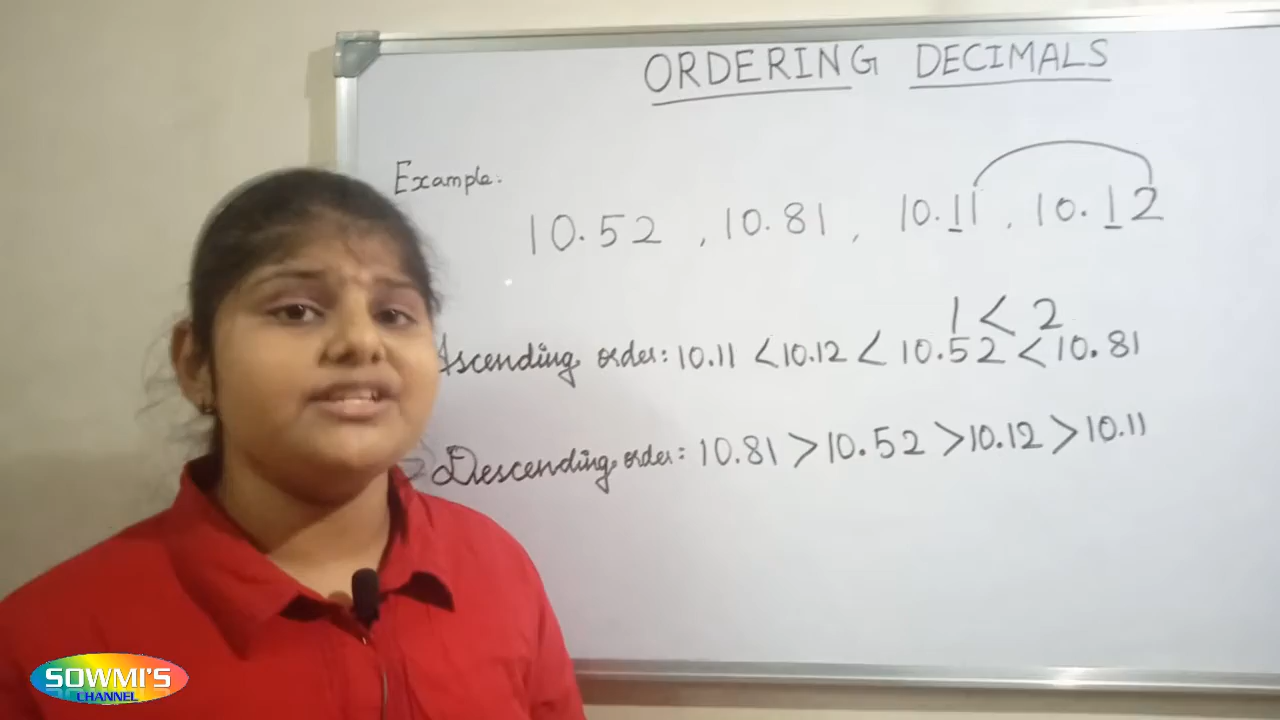 ORDERING DECIMALS
Example:
10.52 , 10.81 , 10.11 , 10.12
1 < 2
Ascending order: 10.11 < 10.12 < 10.52 < 10.81
Descending order: 10.81 > 10.52 > 10.12 > 10.11
SOWMI'S
CHANNEL